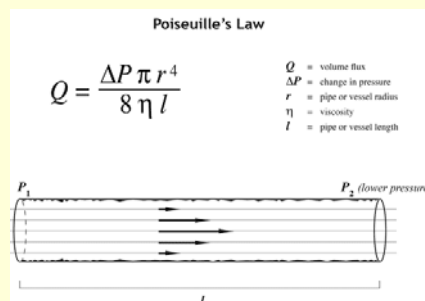 Poiseuille's Law
Q = ΔP π r⁴ / 8 η l
Q = volume flux
ΔP = change in pressure
r = pipe or vessel radius
η = viscosity
l = pipe or vessel length
P₁
P₂ (lower pressure
l